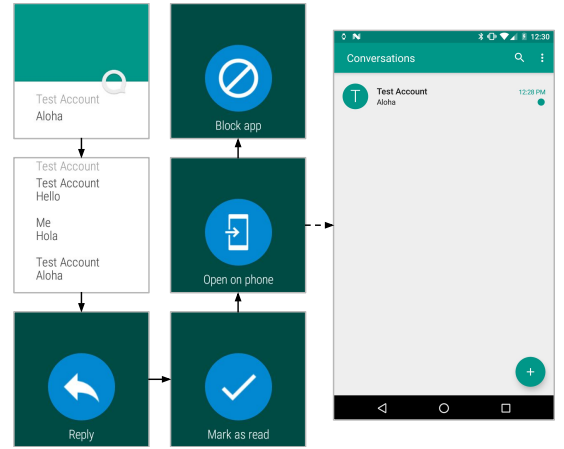 Test Account
Aloha
Test Account
Test Account
Hello
Me
Hola
Test Account
Aloha
Reply
Mark as read
Open on phone
Block app
12:30
Conversations
T
Test Account
12:28 PM
Aloha